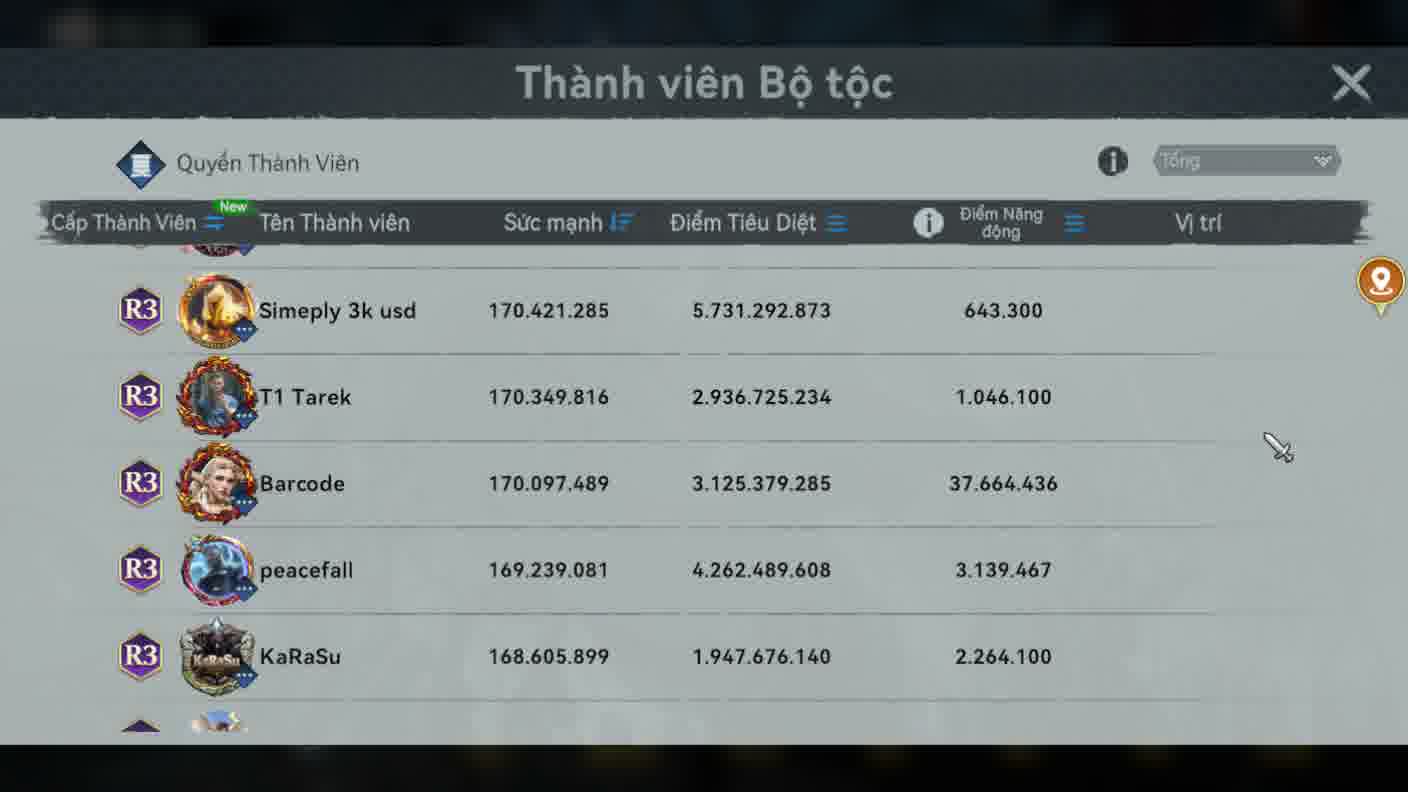 Thành viên Bộ tộc
Quyền Thành Viên
Tổng
Cấp Thành Viên New Tên Thành viên Sức mạnh Điểm Tiêu Diệt Điểm Năng động Vị trí
R3 Simeply 3k usd 170.421.285 5.731.292.873 643.300
R3 T1 Tarek 170.349.816 2.936.725.234 1.046.100
R3 Barcode 170.097.489 3.125.379.285 37.664.436
R3 peacefall 169.239.081 4.262.489.608 3.139.467
R3 KaRaSu KaRaSu 168.605.899 1.947.676.140 2.264.100